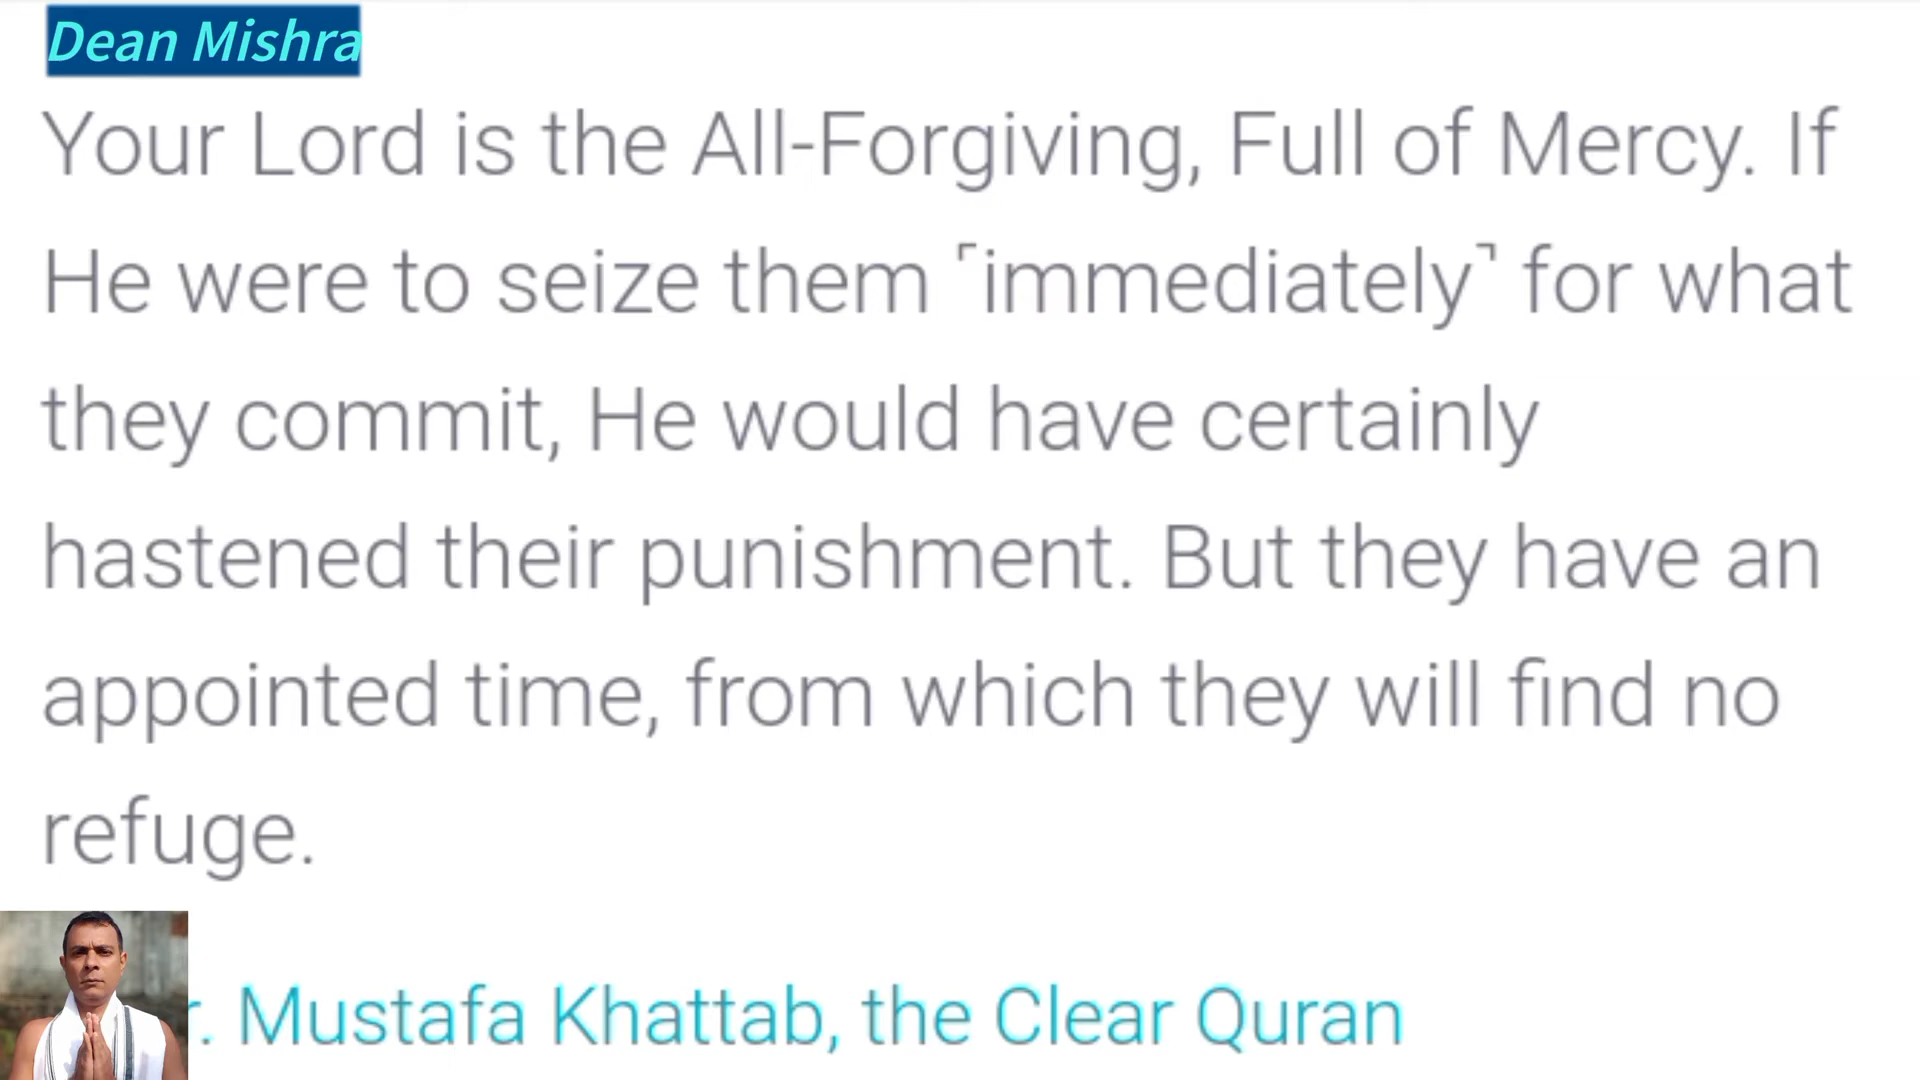 Dean Mishra
Your Lord is the All-Forgiving, Full of Mercy. If
He were to seize them ˹immediately˺ for what
they commit, He would have certainly
hastened their punishment. But they have an
appointed time, from which they will find no
refuge.
r. Mustafa Khattab, the Clear Quran